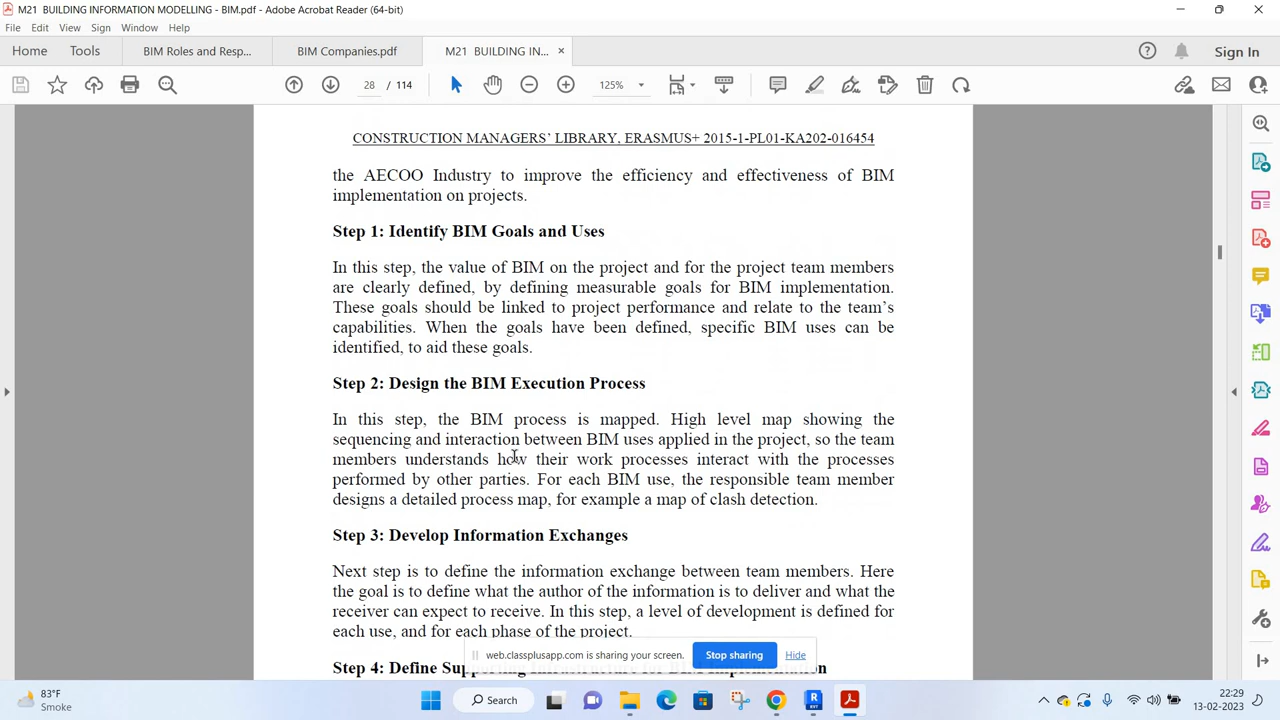 M21 BUILDING INFORMATION MODELLING - BIM.pdf - Adobe Acrobat Reader (64-bit)
File Edit View Sign Window Help
Home Tools BIM Roles and Resp... BIM Companies.pdf M21 BUILDING IN... × Sign In
28 / 114 125%
CONSTRUCTION MANAGERS' LIBRARY, ERASMUS+ 2015-1-PL01-KA202-016454
the AECOO Industry to improve the efficiency and effectiveness of BIM
implementation on projects.
Step 1: Identify BIM Goals and Uses
In this step, the value of BIM on the project and for the project team members
are clearly defined, by defining measurable goals for BIM implementation.
These goals should be linked to project performance and relate to the team's
capabilities. When the goals have been defined, specific BIM uses can be
identified, to aid these goals.
Step 2: Design the BIM Execution Process
In this step, the BIM process is mapped. High level map showing the
sequencing and interaction between BIM uses applied in the project, so the team
members understands how their work processes interact with the processes
performed by other parties. For each BIM use, the responsible team member
designs a detailed process map, for example a map of clash detection.
Step 3: Develop Information Exchanges
Next step is to define the information exchange between team members. Here
the goal is to define what the author of the information is to deliver and what the
receiver can expect to receive. In this step, a level of development is defined for
each use, and for each phase of the project.
web.classplusapp.com is sharing your screen. Stop sharing Hide
Step 4: Define Supporting Infrastructure for BIM Implementation
83°F
Smoke
Search
22:29
13-02-2023